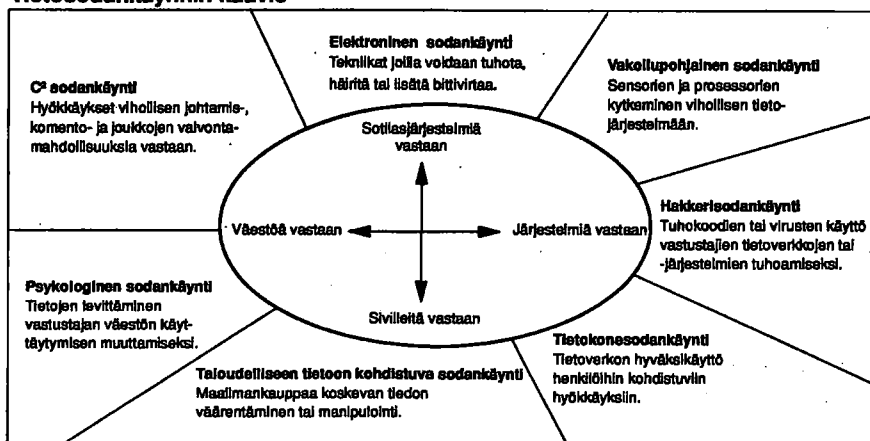 Tietosodankäynnin kaavio
Elektroninen sodankäynti
Tekniikat joilla voidaan tuhota,
häiritä tai lisätä bittivirtaa.
Vakoilupohjainen sodankäynti
Sensorien ja prosessorien
kytkeminen vihollisen tieto-
järjestelmään.
C² sodankäynti
Hyökkäykset vihollisen johtamis-,
komento- ja joukkojen valvonta-
mahdollisuuksia vastaan.
Sotilasjärjestelmiä
vastaan
Väestöä vastaan
Järjestelmiä vastaan
Siviileitä vastaan
Hakkerisodankäynti
Tuhokoodien tai virusten käyttö
vastustajien tietoverkkojen tai
-järjestelmien tuhoamiseksi.
Psykologinen sodankäynti
Tietojen levittäminen
vastustajan väestön käyt-
täytymisen muuttamiseksi.
Taloudelliseen tietoon kohdistuva sodankäynti
Maailmankauppaa koskevan tiedon
väärentäminen tai manipulointi.
Tietokonesodankäynti
Tietoverkon hyväksikäyttö
henkilöihin kohdistuviin
hyökkäyksiin.